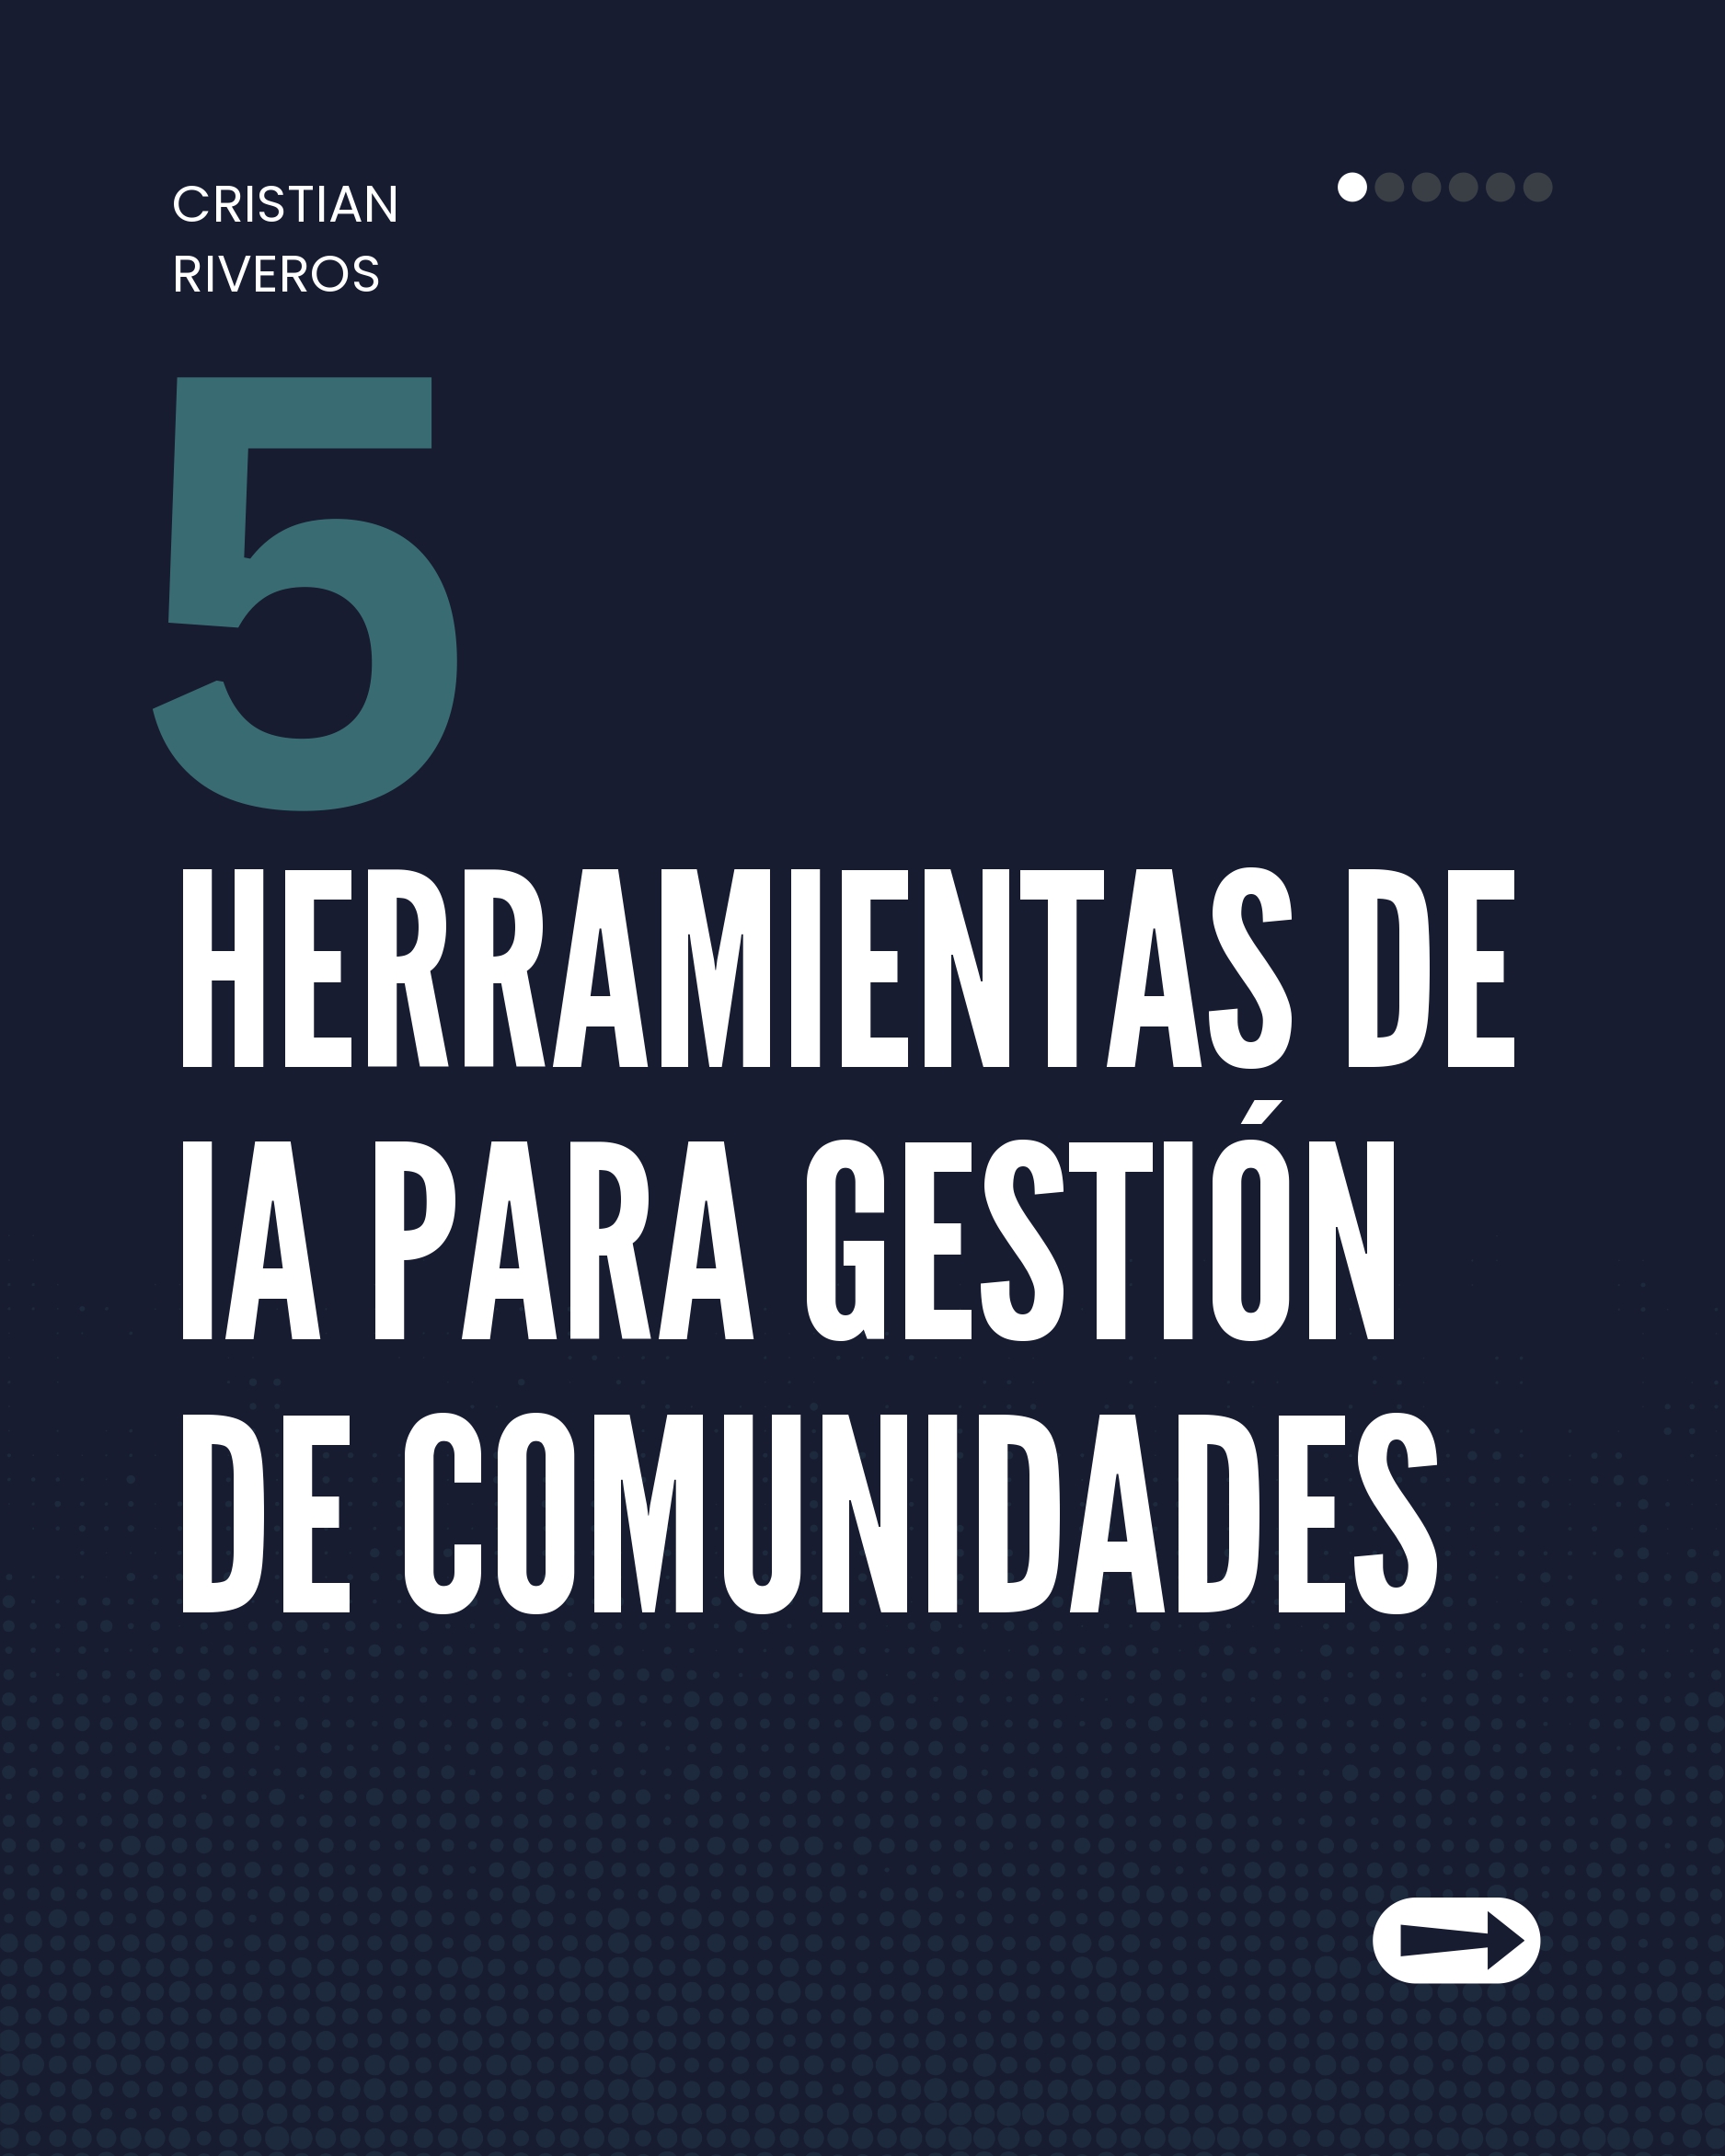 CRISTIAN
RIVEROS
5
HERRAMIENTAS DE
IA PARA GESTIÓN
DE COMUNIDADES